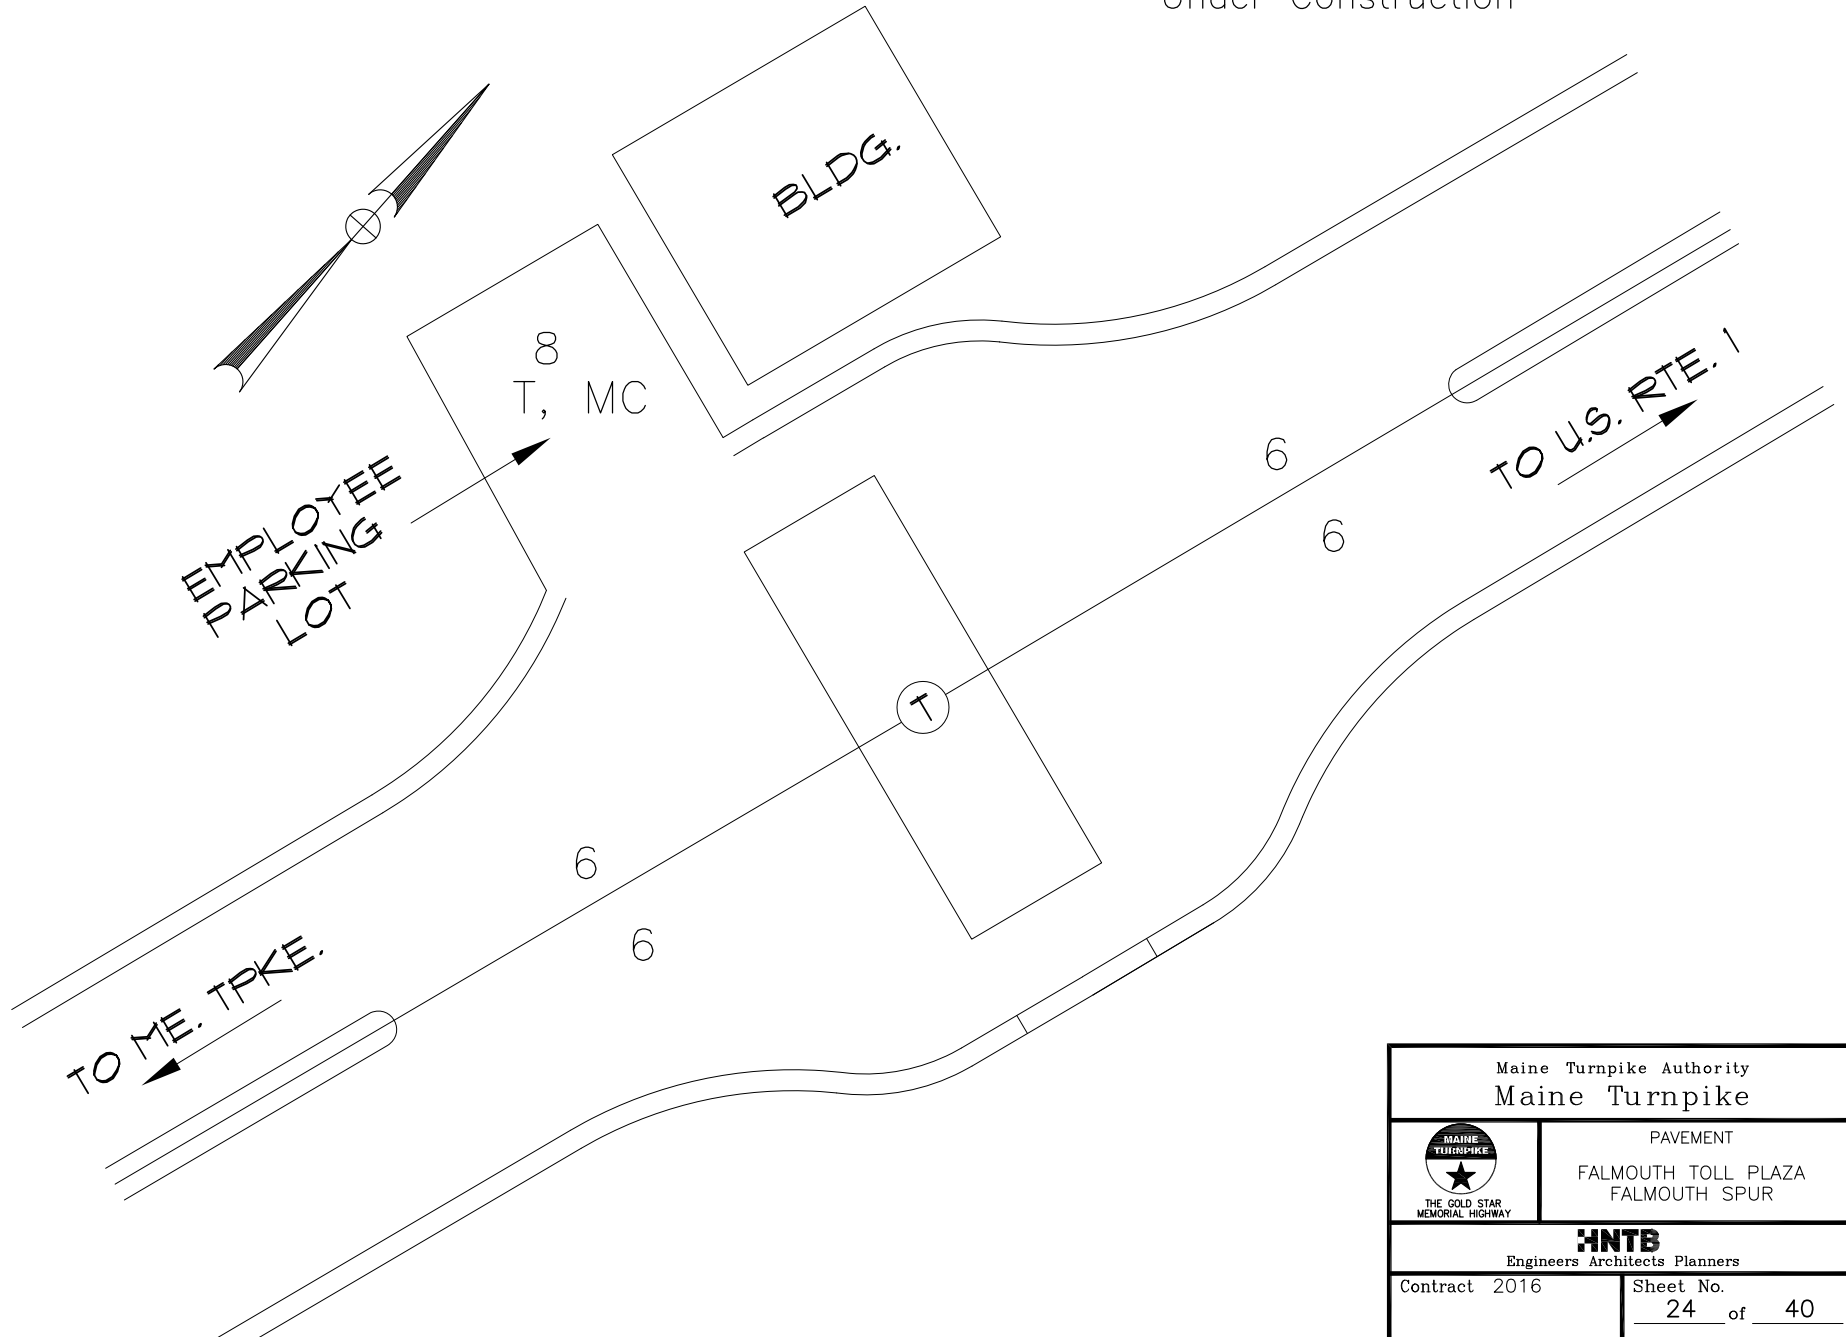 Under Construction
BLDG.
8
T, MC
EMPLOYEE
PARKING
LOT
TO U.S. RTE. 1
6
6
T
6
6
TO ME. TPKE.
Maine Turnpike Authority
Maine Turnpike
MAINE
TURNPIKE
THE GOLD STAR
MEMORIAL HIGHWAY
PAVEMENT
FALMOUTH TOLL PLAZA
FALMOUTH SPUR
HNTB
Engineers Architects Planners
Contract 2016
Sheet No.
24 of 40